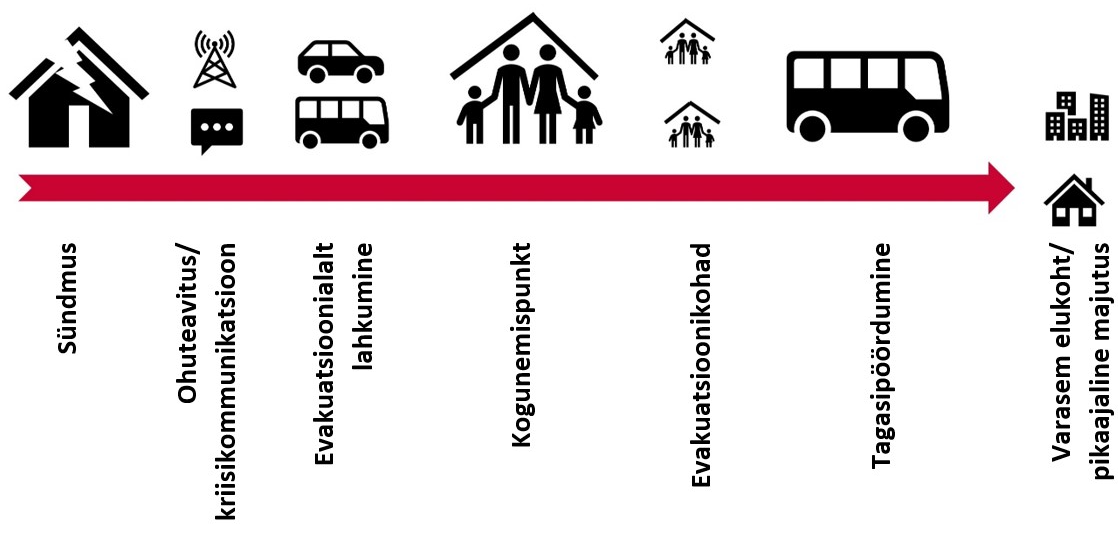 Sündmus
Ohuteavitus/
kriisikommunikatsioon
Evakuatsioonialalt
lahkumine
Kogunemispunkt
Evakuatsioonikohad
Tagasipöördumine
Varasem elukoht/
pikaajaline majutus